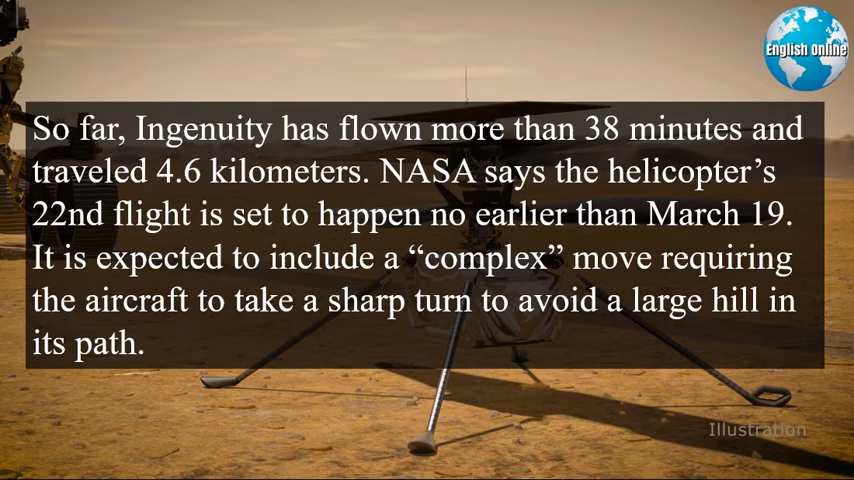 English Online
So far, Ingenuity has flown more than 38 minutes and
traveled 4.6 kilometers. NASA says the helicopter’s
22nd flight is set to happen no earlier than March 19.
It is expected to include a “complex” move requiring
the aircraft to take a sharp turn to avoid a large hill in
its path.
Illustration